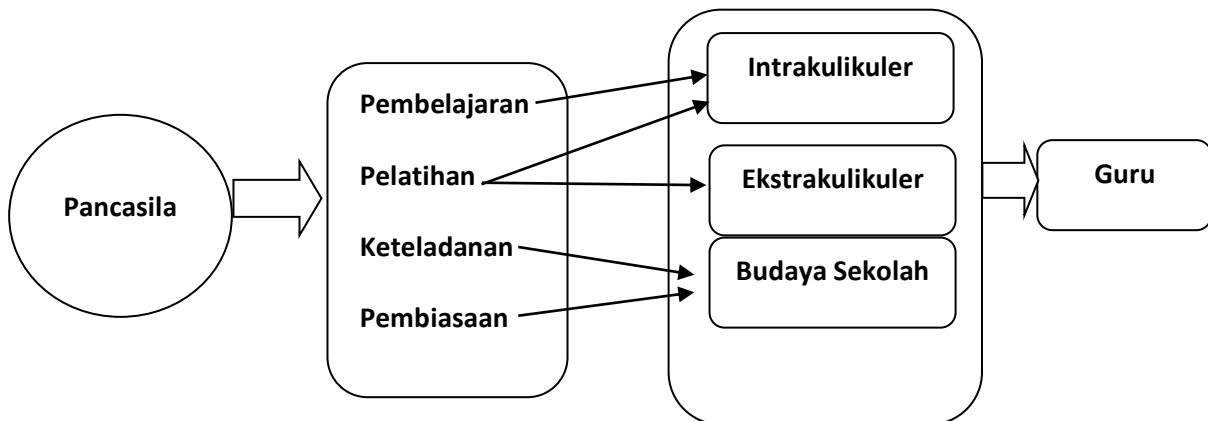 Pancasila
Pembelajaran
Pelatihan
Keteladanan
Pembiasaan
Intrakulikuler
Ekstrakulikuler
Budaya Sekolah
Guru